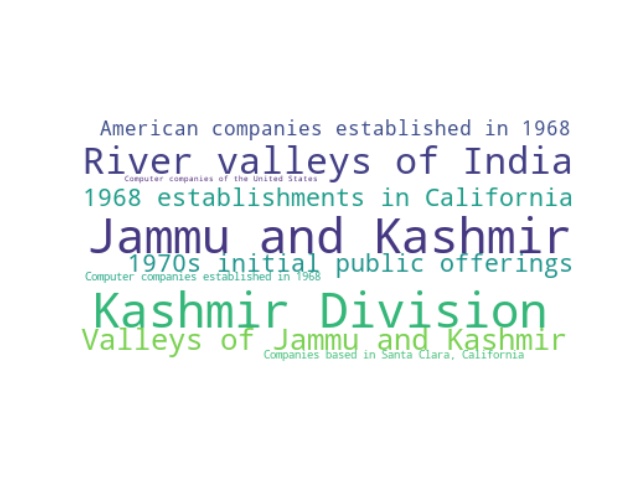 American companies established in 1968
River valleys of India
Computer companies of the United States
1968 establishments in California
Jammu and Kashmir
1970s initial public offerings
Computer companies established in 1968
Kashmir Division
Valleys of Jammu and Kashmir
Companies based in Santa Clara, California